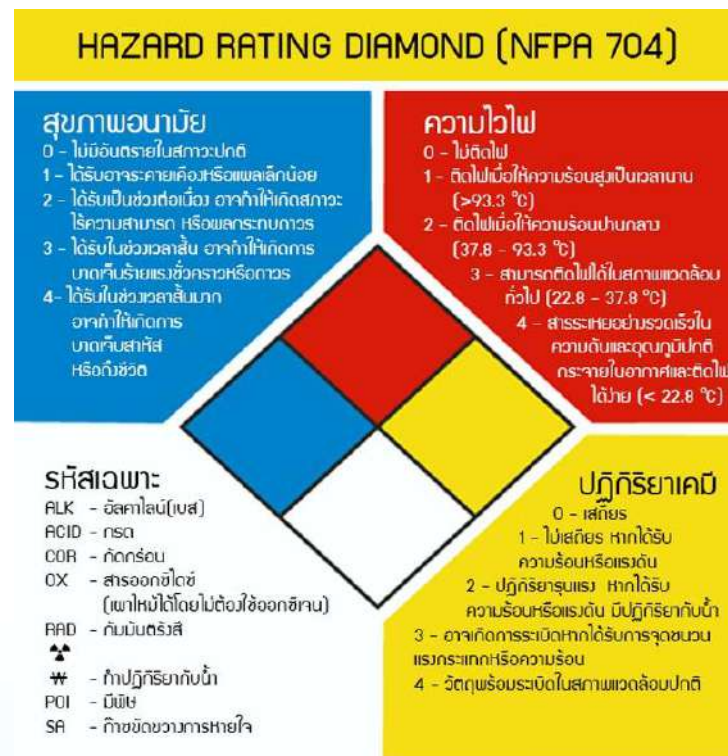 HAZARD RATING DIAMOND (NFPA 704)
สุขภาพอนามัย
0 - ไม่มีอันตรายในสภาวะปกติ
1 - ได้รับอาจระคายเคืองหรือแผลเล็กน้อย
2 - ได้รับเป็นช่วงต่อเนื่อง อาจทำให้เกิดสภาวะ
ไร้ความสามารถ หรือผลกระทบถาวร
3 - ได้รับในช่วงเวลาสั้น อาจทำให้เกิดการ
บาดเจ็บร้ายแรงชั่วคราวหรือถาวร
4- ได้รับในช่วงเวลาสั้นมาก
อาจทำให้เกิดการ
บาดเจ็บสาหัส
หรือถึงชีวิต
ความไวไฟ
0 - ไม่ติดไฟ
1 - ติดไฟเมื่อให้ความร้อนสูงเป็นเวลานาน
(>93.3 °C)
2 - ติดไฟเมื่อให้ความร้อนปานกลาง
(37.8 - 93.3 °C)
3 - สามารถติดไฟได้ในสภาพแวดล้อม
ทั่วไป (22.8 - 37.8 °C)
4 - สารระเหยอย่างรวดเร็วใน
ความดันและอุณหภูมิปกติ
กระจายในอากาศและติดไฟ
ได้ง่าย (< 22.8 °C)
รหัสเฉพาะ
ALK - อัลคาไลน์(เบส)
ACID - กรด
COR - กัดกร่อน
OX - สารออกซิไดซ์
(เผาไหม้ได้โดยไม่ต้องใช้ออกซิเจน)
RAD - กัมมันตรังสี
W - ทำปฏิกิริยากับน้ำ
POI - มีพิษ
SA - ก๊าซขัดขวางการหายใจ
ปฏิกิริยาเคมี
0 - เสถียร
1 - ไม่เสถียร หากได้รับ
ความร้อนหรือแรงดัน
2 - ปฏิกิริยารุนแรง หากได้รับ
ความร้อนหรือแรงดัน มีปฏิกิริยากับน้ำ
3 - อาจเกิดการระเบิดหากได้รับการจุดชนวน
แรงกระแทกหรือความร้อน
4 - วัตถุพร้อมระเบิดในสภาพแวดล้อมปกติ